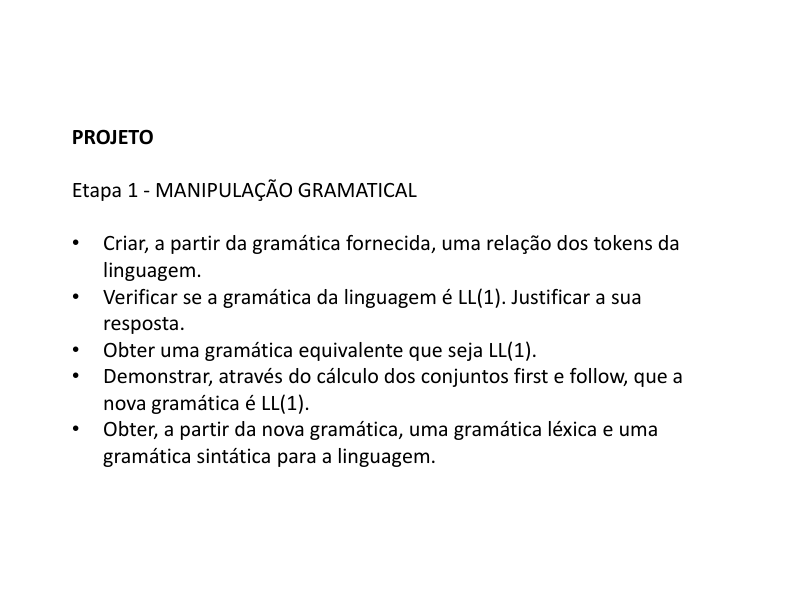 PROJETO
Etapa 1 - MANIPULAÇÃO GRAMATICAL
• Criar, a partir da gramática fornecida, uma relação dos tokens da
linguagem.
• Verificar se a gramática da linguagem é LL(1). Justificar a sua
resposta.
• Obter uma gramática equivalente que seja LL(1).
• Demonstrar, através do cálculo dos conjuntos first e follow, que a
nova gramática é LL(1).
• Obter, a partir da nova gramática, uma gramática léxica e uma
gramática sintática para a linguagem.